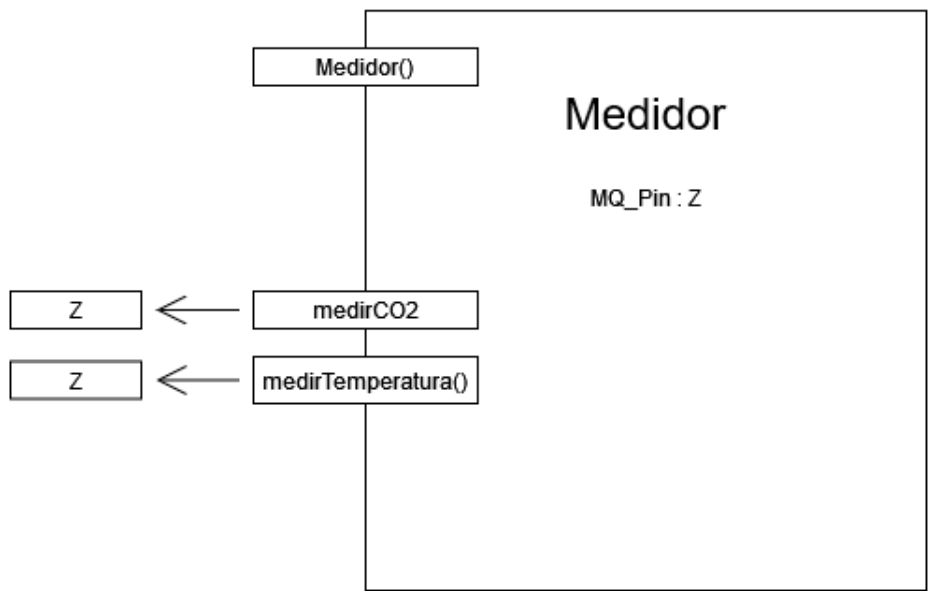 Medidor()
Medidor
MQ_Pin : Z
Z
medirCO2
Z
medirTemperatura()